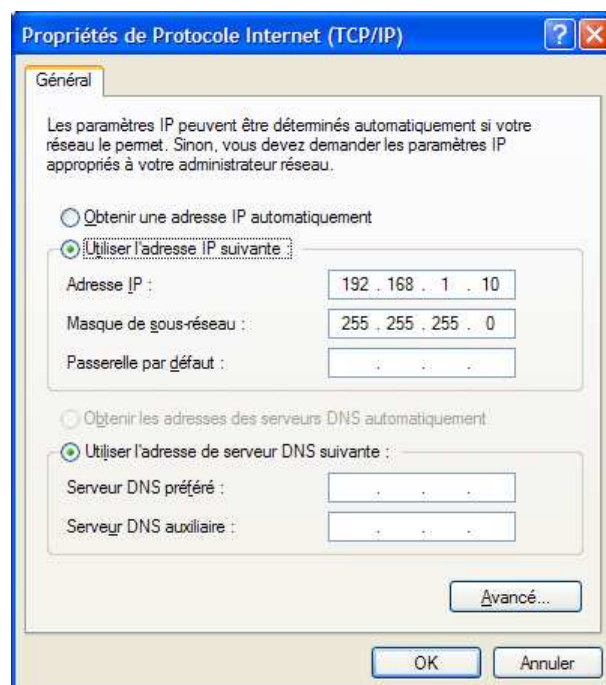 Propriétés de Protocole Internet (TCP/IP)
Général
Les paramètres IP peuvent être déterminés automatiquement si votre
réseau le permet. Sinon, vous devez demander les paramètres IP
appropriés à votre administrateur réseau.
Obtenir une adresse IP automatiquement
Utiliser l'adresse IP suivante :
Adresse IP : 192 . 168 . 1 . 10
Masque de sous-réseau : 255 . 255 . 255 . 0
Passerelle par défaut : . . .
Obtenir les adresses des serveurs DNS automatiquement
Utiliser l'adresse de serveur DNS suivante :
Serveur DNS préféré : . . .
Serveur DNS auxiliaire : . . .
Avancé...
OK Annuler